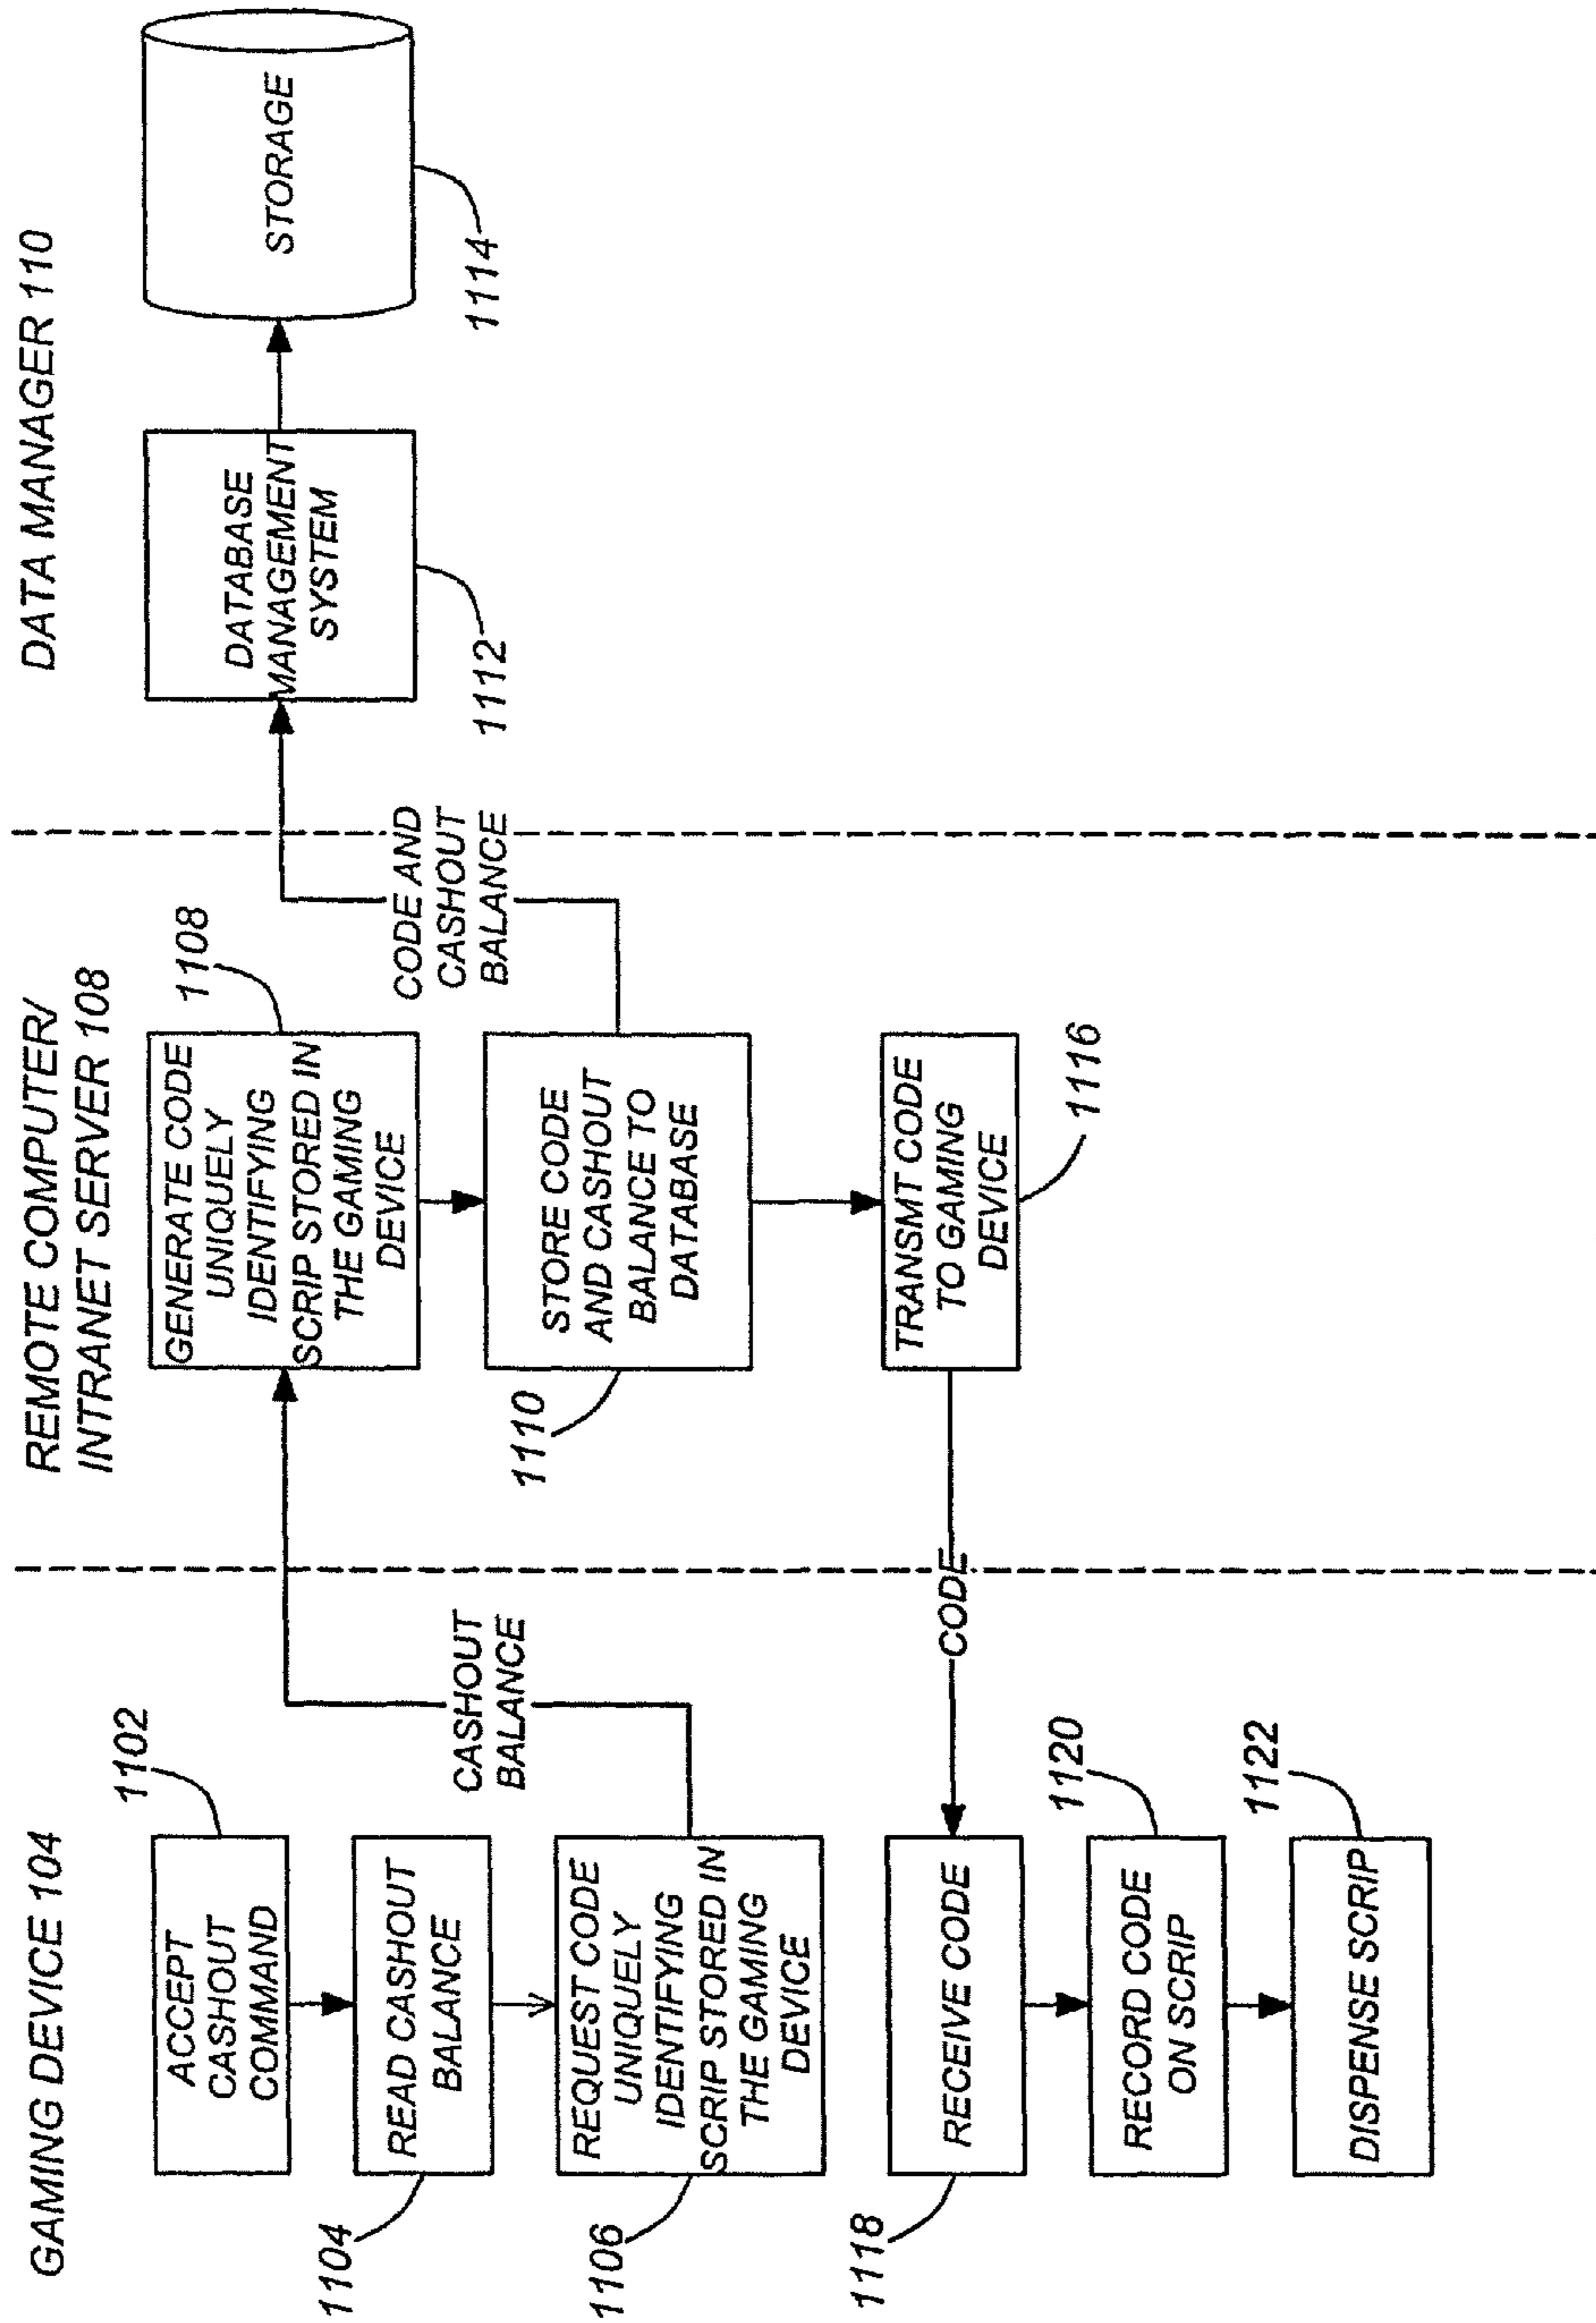 GAMING DEVICE 104
1102
ACCEPT
CASHOUT
COMMAND
1104
READ CASHOUT
BALANCE
1106
REQUEST CODE
UNIQUELY
IDENTIFYING
SCRIP STORED IN
THE GAMING
DEVICE
CASHOUT
BALANCE
1118
RECEIVE CODE
1120
RECORD CODE
ON SCRIP
1122
DISPENSE SCRIP
REMOTE COMPUTER/
INTRANET SERVER 108
1108
GENERATE CODE
UNIQUELY
IDENTIFYING
SCRIP STORED IN
THE GAMING
DEVICE
1110
STORE CODE
AND CASHOUT
BALANCE TO
DATABASE
CODE AND
CASHOUT
BALANCE
TRANSMT CODE
TO GAMING
DEVICE
1116
CODE
DATA MANAGER 110
DATABASE
MANAGEMENT
SYSTEM
1112
STORAGE
1114